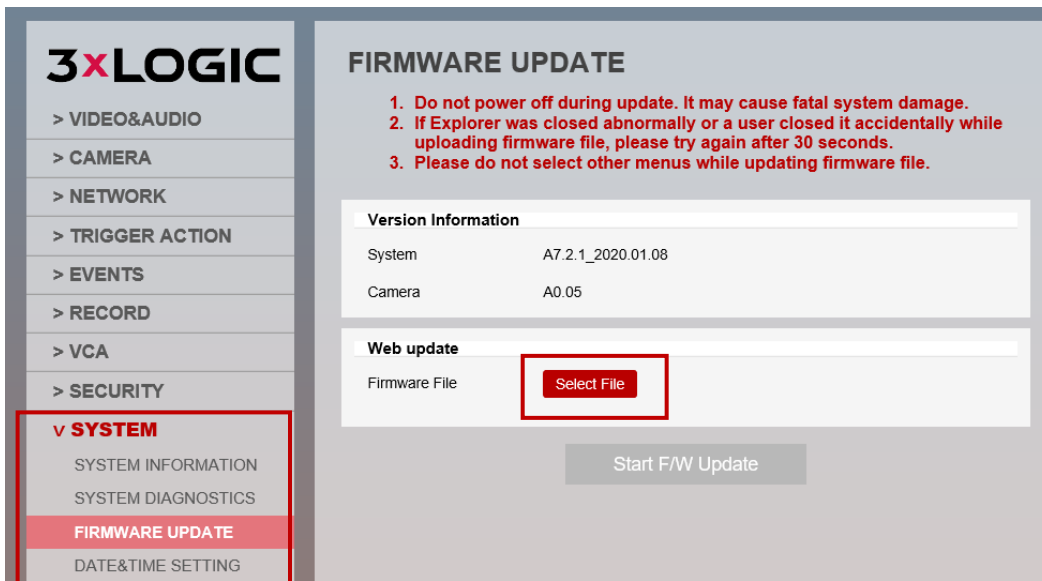 3xLOGIC
> VIDEO&AUDIO
> CAMERA
> NETWORK
> TRIGGER ACTION
> EVENTS
> RECORD
> VCA
> SECURITY
v SYSTEM
SYSTEM INFORMATION
SYSTEM DIAGNOSTICS
FIRMWARE UPDATE
DATE&TIME SETTING
FIRMWARE UPDATE
1. Do not power off during update. It may cause fatal system damage.
2. If Explorer was closed abnormally or a user closed it accidentally while
uploading firmware file, please try again after 30 seconds.
3. Please do not select other menus while updating firmware file.
Version Information
System A7.2.1_2020.01.08
Camera A0.05
Web update
Firmware File Select File
Start F/W Update